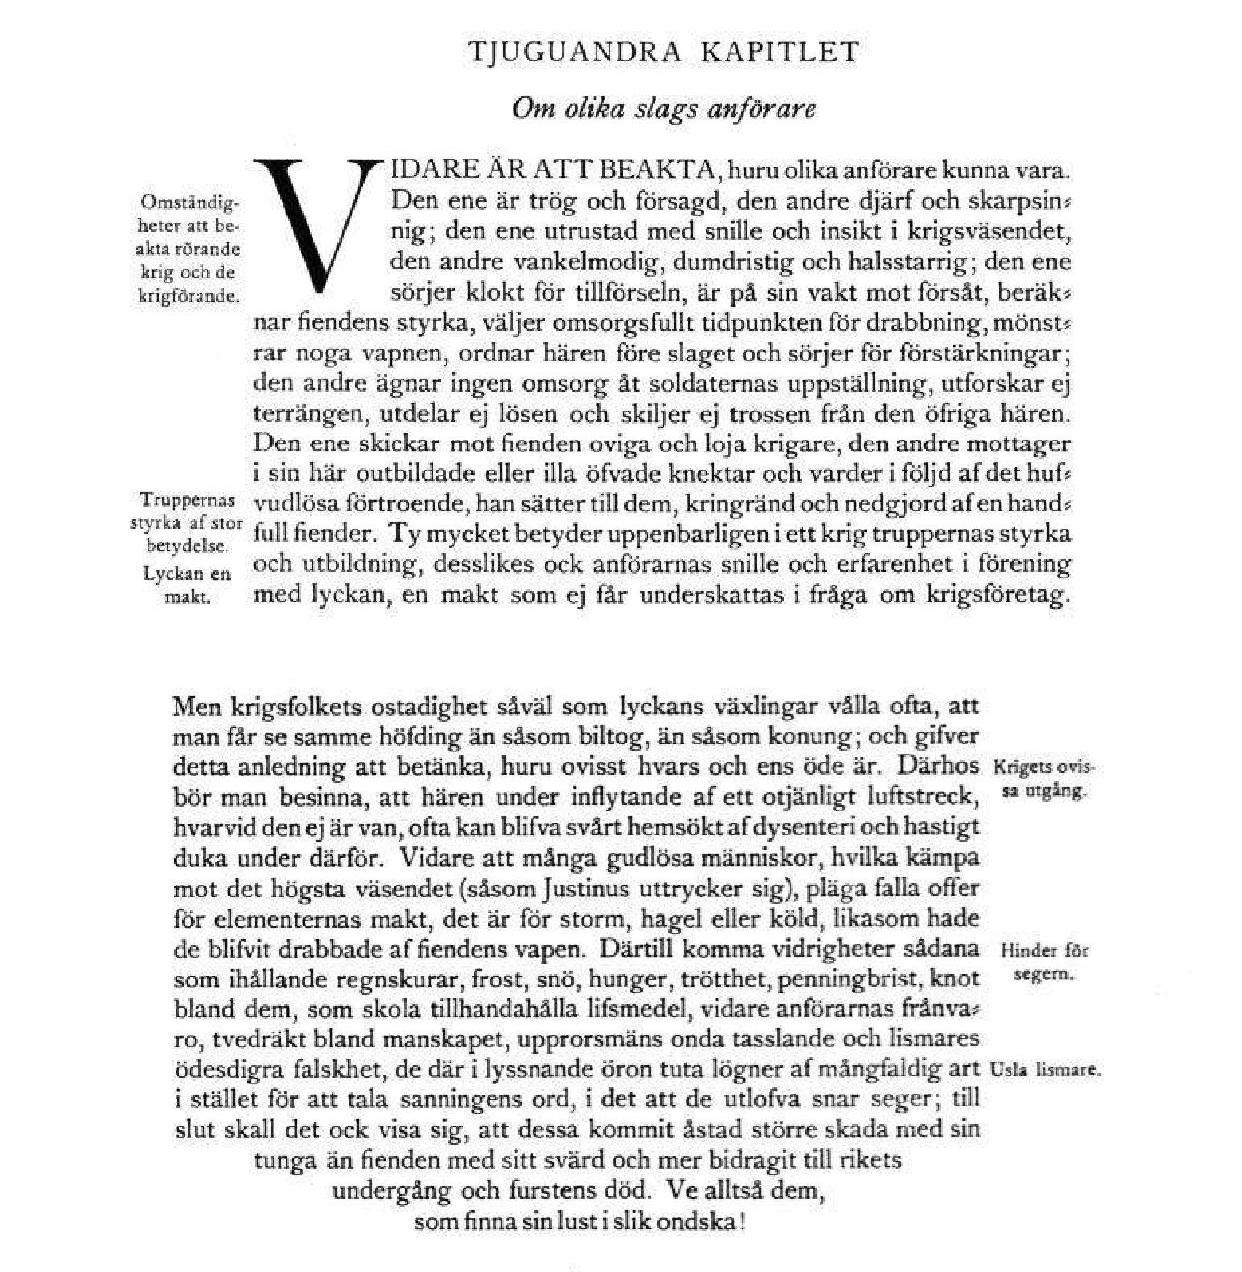 TJUGUANDRA KAPITLET
Om olika slags anförare
VIDARE ÄR ATT BEAKTA, huru olika anförare kunna vara.
Den ene är trög och försagd, den andre djärf och skarpsin-
nig; den ene utrustad med snille och insikt i krigsväsendet,
den andre vankelmodig, dumdristig och halsstarrig; den ene
sörjer klokt för tillförseln, är på sin vakt mot försåt, beräk-
nar fiendens styrka, väljer omsorgsfullt tidpunkten för drabbning, mönst-
rar noga vapnen, ordnar hären före slaget och sörjer för förstärkningar;
den andre ägnar ingen omsorg åt soldaternas uppställning, utforskar ej
terrängen, utdelar ej lösen och skiljer ej trossen från den öfriga hären.
Den ene skickar mot fienden oviga och loja krigare, den andre mottager
i sin här outbildade eller illa öfvade knektar och varder i följd af det huf-
vudlösa förtroende, han sätter till dem, kringränd och nedgjord af en hand-
full fiender. Ty mycket betyder uppenbarligen i ett krig truppernas styrka
och utbildning, desslikes ock anförarnas snille och erfarenhet i förening
med lyckan, en makt som ej får underskattas i fråga om krigsföretag.
Omständig-
heter att be-
akta rörande
krig och de
krigförande.
Truppernas
styrka af stor
betydelse.
Lyckan en
makt.
Men krigsfolkets ostadighet såväl som lyckans växlingar vålla ofta, att
man får se samme höfding än såsom biltog, än såsom konung; och gifver
detta anledning att betänka, huru ovisst hvars och ens öde är. Därhos
bör man besinna, att hären under inflytande af ett otjänligt luftstreck,
hvarvid den ej är van, ofta kan blifva svårt hemsökt af dysenteri och hastigt
duka under därför. Vidare att många gudlösa människor, hvilka kämpa
mot det högsta väsendet (såsom Justinus uttrycker sig), pläga falla offer
för elementernas makt, det är för storm, hagel eller köld, likasom hade
de blifvit drabbade af fiendens vapen. Därtill komma vidrigheter sådana
som ihållande regnskurar, frost, snö, hunger, trötthet, penningbrist, knot
bland dem, som skola tillhandahålla lifsmedel, vidare anförarnas frånva-
ro, tvedräkt bland manskapet, upprorsmäns onda tasslande och lismares
ödesdigra falskhet, de där i lyssnande öron tuta lögner af mångfaldig art
i stället för att tala sanningens ord, i det att de utlofva snar seger; till
slut skall det ock visa sig, att dessa kommit åstad större skada med sin
tunga än fienden med sitt svärd och mer bidragit till rikets
undergång och furstens död. Ve alltså dem,
som finna sin lust i slik ondska!
Krigets ovis-
sa utgång.
Hinder för
segern.
Usla lismare.